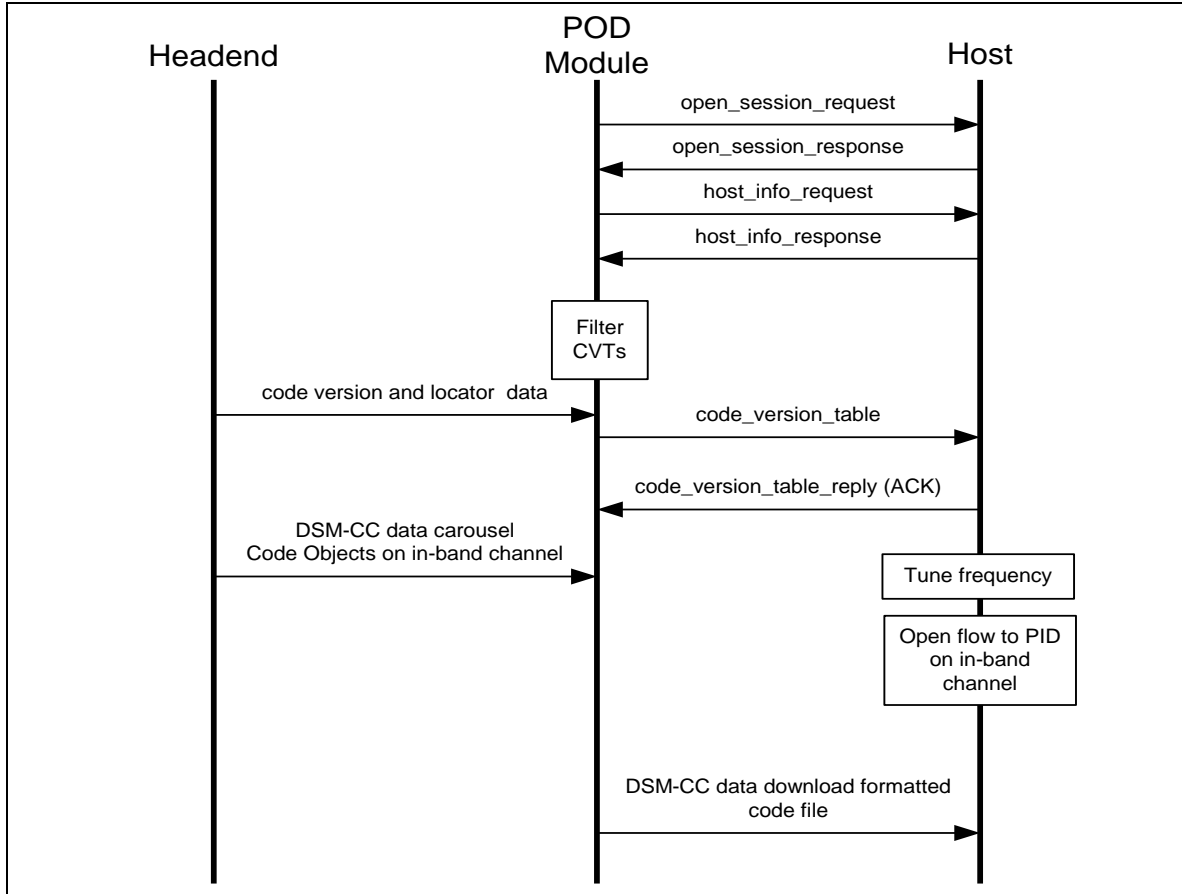 Headend
POD
Module
Host
open_session_request
open_session_response
host_info_request
host_info_response
Filter
CVTs
code version and locator  data
code_version_table
code_version_table_reply (ACK)
DSM-CC data carousel
Code Objects on in-band channel
Tune frequency
Open flow to PID
on in-band
channel
DSM-CC data download formatted
code file